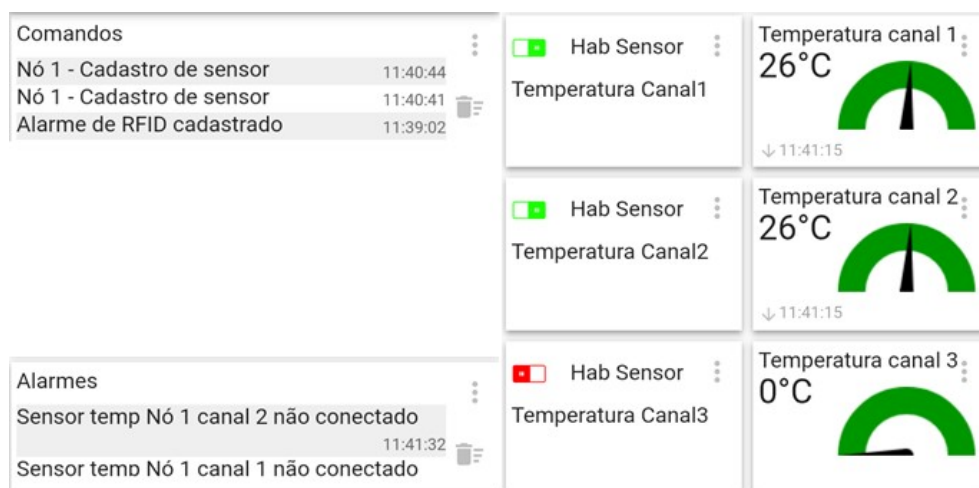 Comandos
Nó 1 - Cadastro de sensor 11:40:44
Nó 1 - Cadastro de sensor 11:40:41
Alarme de RFID cadastrado 11:39:02
Alarmes
Sensor temp Nó 1 canal 2 não conectado
11:41:32
Sensor temp Nó 1 canal 1 não conectado
Hab Sensor
Temperatura Canal1
Hab Sensor
Temperatura Canal2
Hab Sensor
Temperatura Canal3
Temperatura canal 1
26°C
11:41:15
Temperatura canal 2
26°C
11:41:15
Temperatura canal 3
0°C